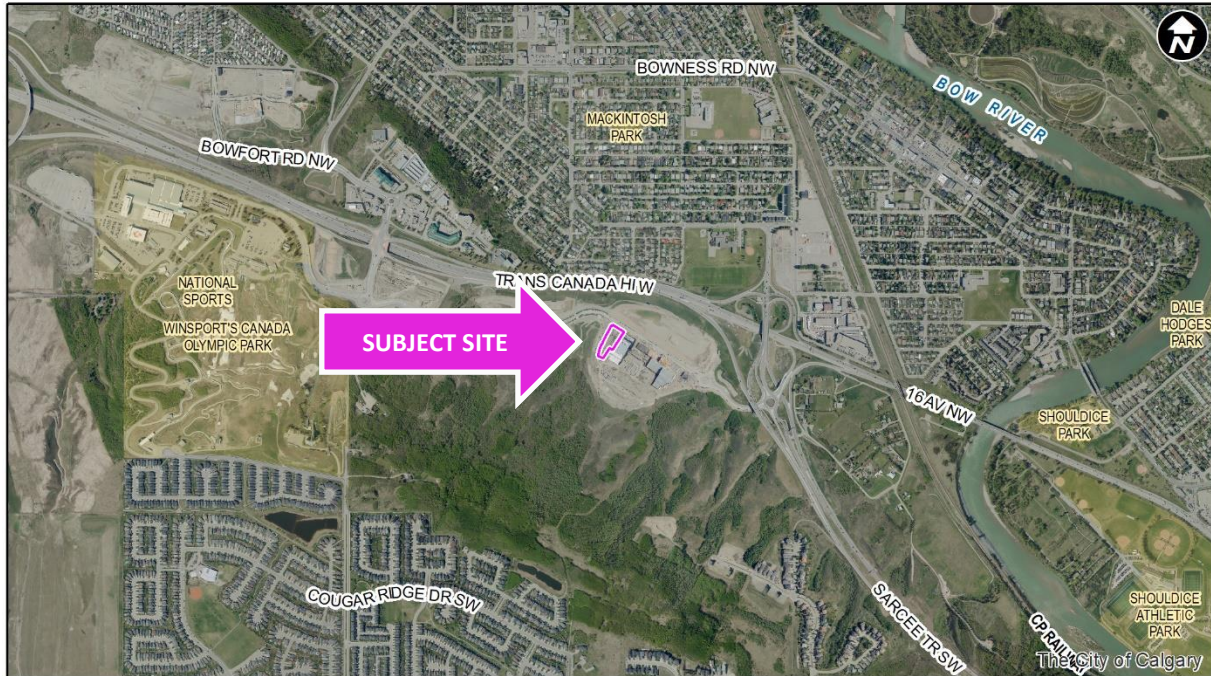 N
BOWNESS RD NW
BOW RIVER
MACKINTOSH
PARK
BOWFORT RD NW
TRANS CANADA HI W
NATIONAL
SPORTS
WINSPORT'S CANADA
OLYMPIC PARK
SUBJECT SITE
DALE
HODGES
PARK
16 AV NW
SHOULDICE
PARK
COUGAR RIDGE DR SW
SARCEE TR SW
CP RAILWAY
SHOULDICE
ATHLETIC
PARK
The City of Calgary